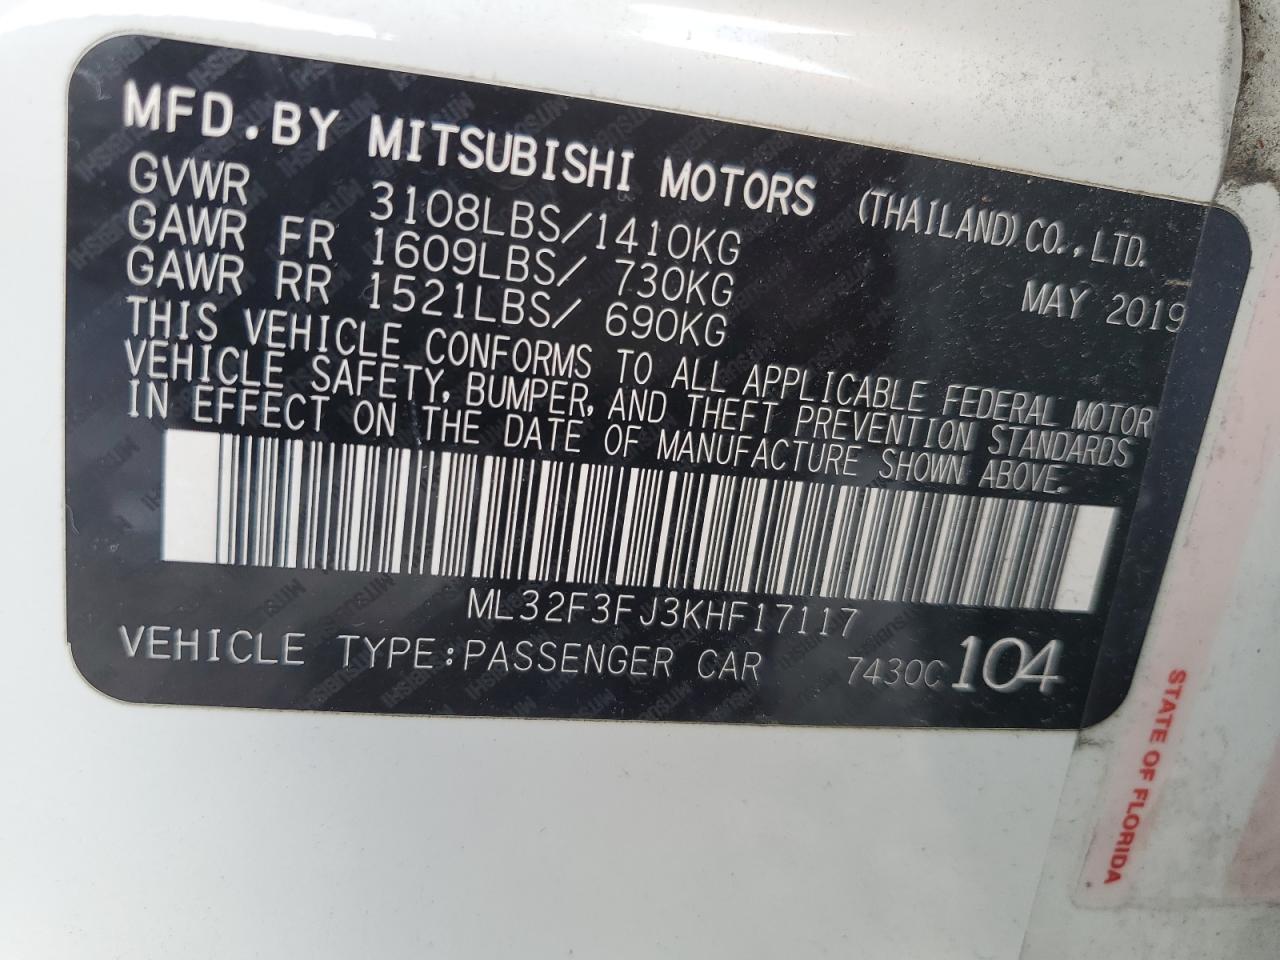 MFD.BY MITSUBISHI MOTORS (THAILAND) CO.,LTD.
GVWR 3108LBS/1410KG MAY 2019
GAWR FR 1609LBS/ 730KG
GAWR RR 1521LBS/ 690KG
THIS VEHICLE CONFORMS TO ALL APPLICABLE FEDERAL MOTOR
VEHICLE SAFETY, BUMPER, AND THEFT PREVENTION STANDARDS
IN EFFECT ON THE DATE OF MANUFACTURE SHOWN ABOVE.
ML32F3FJ3KHF17117
VEHICLE TYPE:PASSENGER CAR 7430C 104
STATE OF FLORIDA